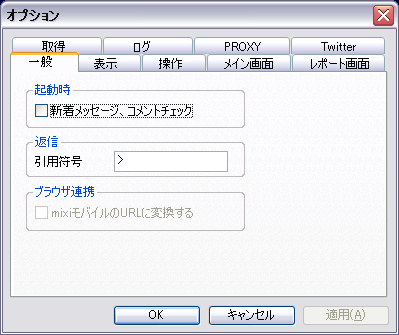 オプション
取得 ログ PROXY Twitter
一般 表示 操作 メイン画面 レポート画面
起動時
新着メッセージ、コメントチェック
返信
引用符号 >
ブラウザ連携
mixiモバイルのURLに変換する
OK キャンセル 適用(A)